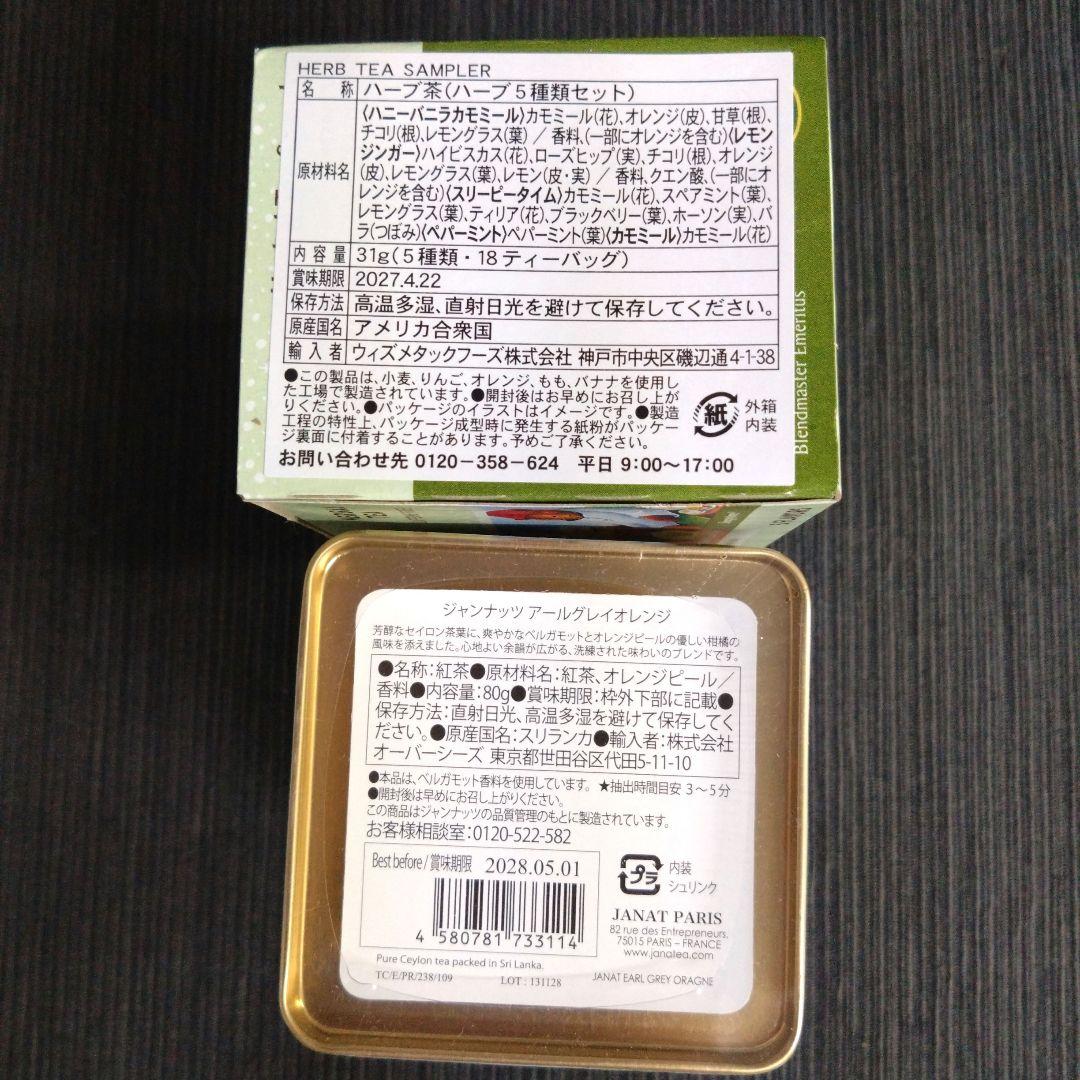 HERB TEA SAMPLER
名 称 ハーブ茶(ハーブ5種類セット)
原材料名
〈ハニーバニラカモミール〉カモミール(花)、オレンジ(皮)、甘草(根)、
チコリ(根)、レモングラス(葉)／香料、(一部にオレンジを含む)〈レモン
ジンガー〉ハイビスカス(花)、ローズヒップ(実)、チコリ(根)、オレンジ
(皮)、レモングラス(葉)、レモン(皮・実)／香料、クエン酸、(一部にオ
レンジを含む)〈スリーピータイム〉カモミール(花)、スペアミント(葉)、
レモングラス(葉)、ティリア(花)、ブラックベリー(葉)、ホーソン(実)、バ
ラ(つぼみ)〈ペパーミント〉ペパーミント(葉)〈カモミール〉カモミール(花)
内容量 31g(5種類・18ティーバッグ)
賞味期限 2027.4.22
保存方法 高温多湿、直射日光を避けて保存してください。
原産国名 アメリカ合衆国
輸入者 ウィズメタックフーズ株式会社 神戸市中央区磯辺通4-1-38
●この製品は、小麦、りんご、オレンジ、もも、バナナを使用し
た工場で製造されています。●開封後はお早めにお召し上が
りください。●パッケージのイラストはイメージです。●製造
工程の特性上、パッケージ成型時に発生する紙粉がパッケー
ジ裏面に付着することがあります。予めご了承ください。
紙 外箱
内装
お問い合わせ先 0120-358-624 平日 9:00～17:00
Blendmaster Emeritus
ジャンナッツ アールグレイオレンジ
芳醇なセイロン茶葉に、爽やかなベルガモットとオレンジピールの優しい柑橘の
風味を添えました。心地よい余韻が広がる、洗練された味わいのブレンドです。
●名称：紅茶●原材料名：紅茶、オレンジピール／
香料●内容量：80g●賞味期限：枠外下部に記載●
保存方法：直射日光、高温多湿を避けて保存してく
ださい。●原産国名：スリランカ●輸入者：株式会社
オーバーシーズ 東京都世田谷区代田5-11-10
●本品は、ベルガモット香料を使用しています。 ★抽出時間目安 3～5分
●開封後は早めにお召し上がりください。
この商品はジャンナッツの品質管理のもとに製造されています。
お客様相談室：0120-522-582
Best before/賞味期限 2028.05.01
4 580781 733114
プラ 内装
シュリンク
JANAT PARIS
82 rue des Entrepreneurs,
75015 PARIS – FRANCE
www.janatea.com
Pure Ceylon tea packed in Sri Lanka.
TC/E/PR/238/109 LOT : 131128 JANAT EARL GREY ORAGNE